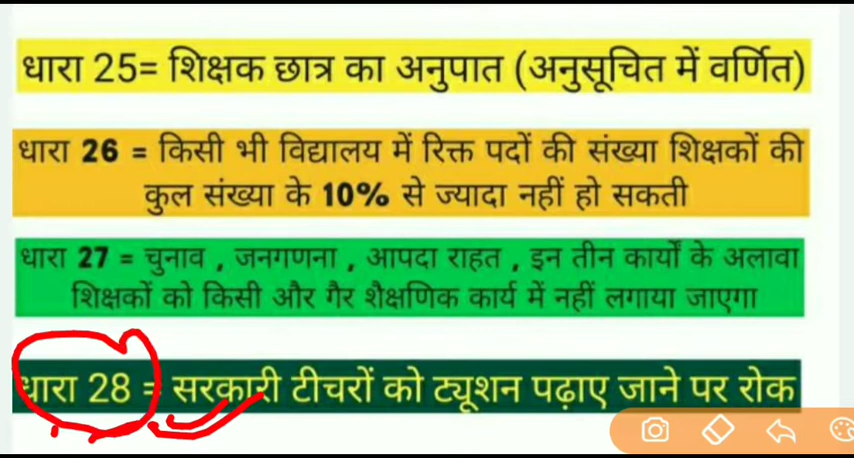 धारा 25= शिक्षक छात्र का अनुपात (अनुसूचित में वर्णित)
धारा 26 = किसी भी विद्यालय में रिक्त पदों की संख्या शिक्षकों की
कुल संख्या के 10% से ज्यादा नहीं हो सकती
धारा 27 = चुनाव , जनगणना , आपदा राहत , इन तीन कार्यों के अलावा
शिक्षकों को किसी और गैर शैक्षणिक कार्य में नहीं लगाया जाएगा
धारा 28 = सरकारी टीचरों को ट्यूशन पढ़ाए जाने पर रोक